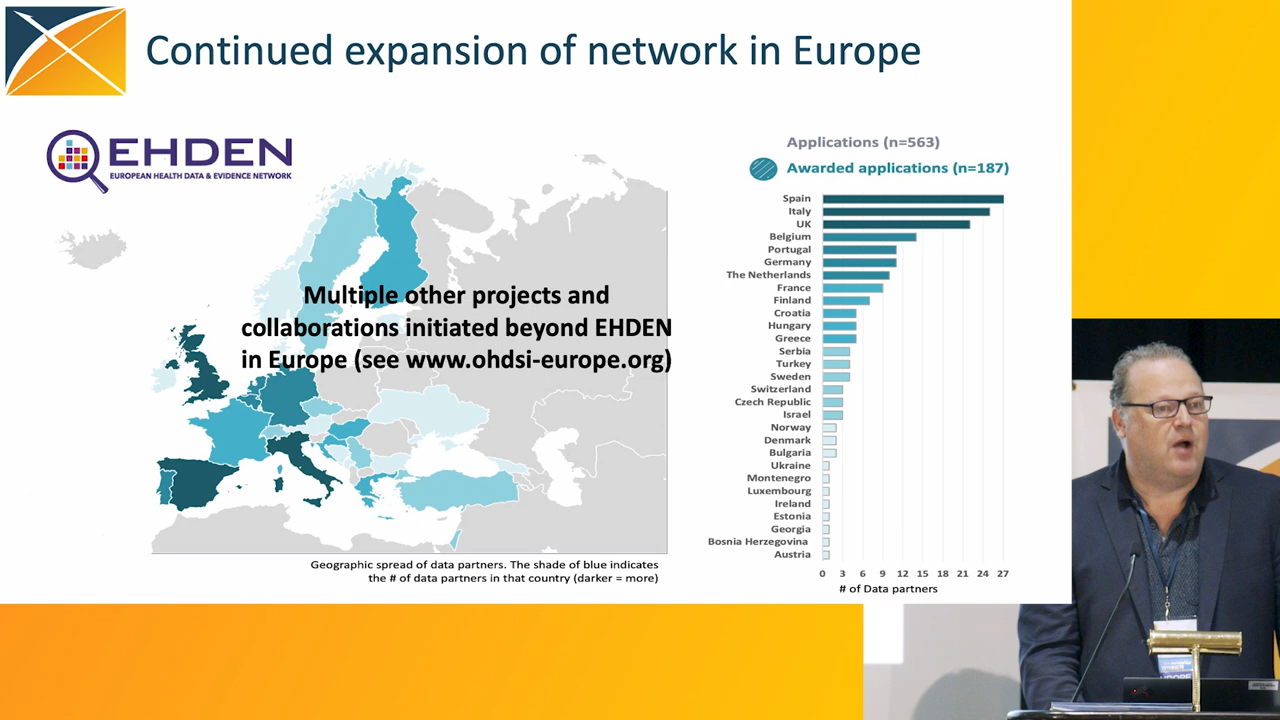 Continued expansion of network in Europe
EHDEN
EUROPEAN HEALTH DATA & EVIDENCE NETWORK
Multiple other projects and
collaborations initiated beyond EHDEN
in Europe (see www.ohdsi-europe.org)
Geographic spread of data partners. The shade of blue indicates
the # of data partners in that country (darker = more)
Applications (n=563)
Awarded applications (n=187)
Spain
Italy
UK
Belgium
Portugal
Germany
The Netherlands
France
Finland
Croatia
Hungary
Greece
Serbia
Turkey
Sweden
Switzerland
Czech Republic
Israel
Norway
Denmark
Bulgaria
Ukraine
Montenegro
Luxembourg
Ireland
Estonia
Georgia
Bosnia Herzegovina
Austria
0 3 6 9 12 15 18 21 24 27
# of Data partners